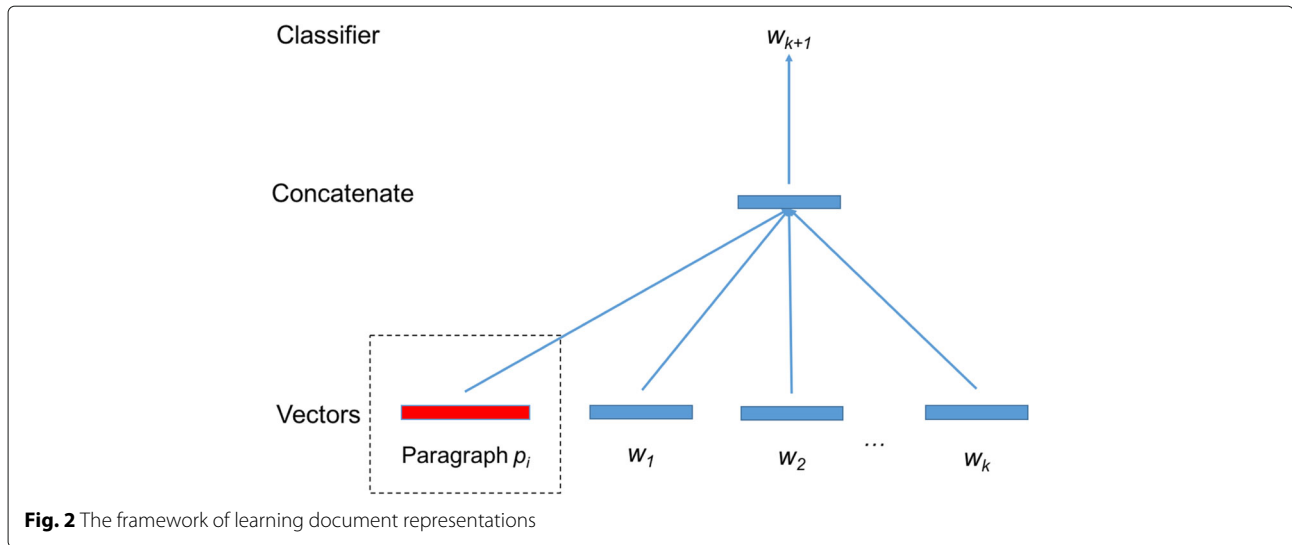 Classifier
w_{k+1}
Concatenate
Vectors
Paragraph p_i
w_1
w_2
...
w_k
Fig. 2 The framework of learning document representations